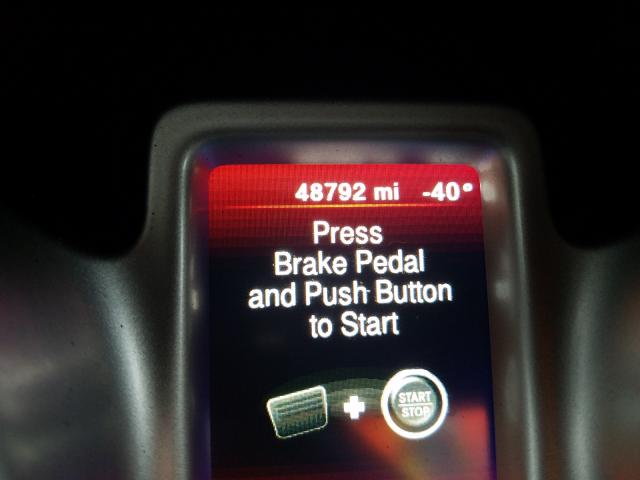 48792 mi -40°
Press
Brake Pedal
and Push Button
to Start
START
STOP